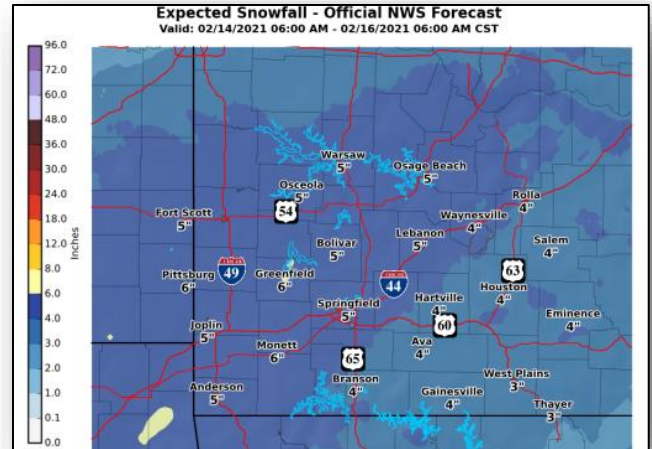 Expected Snowfall - Official NWS Forecast
Valid: 02/14/2021 06:00 AM - 02/16/2021 06:00 AM CST
96.0
72.0
60.0
48.0
36.0
30.0
24.0
18.0
12.0
8.0
6.0
4.0
3.0
2.0
1.0
0.1
0.0
Inches
Warsaw
5"
Osage Beach
5"
Osceola
5"
54
Rolla
4"
Fort Scott
5"
Waynesville
4"
Lebanon
5"
Salem
4"
Bolivar
5"
Pittsburg
6"
49
Greenfield
6"
44
63
Houston
4"
Hartville
4"
Springfield
5"
60
Eminence
4"
Joplin
5"
Monett
6"
Ava
4"
65
Branson
4"
West Plains
3"
Anderson
5"
Gainesville
4"
Thayer
3"